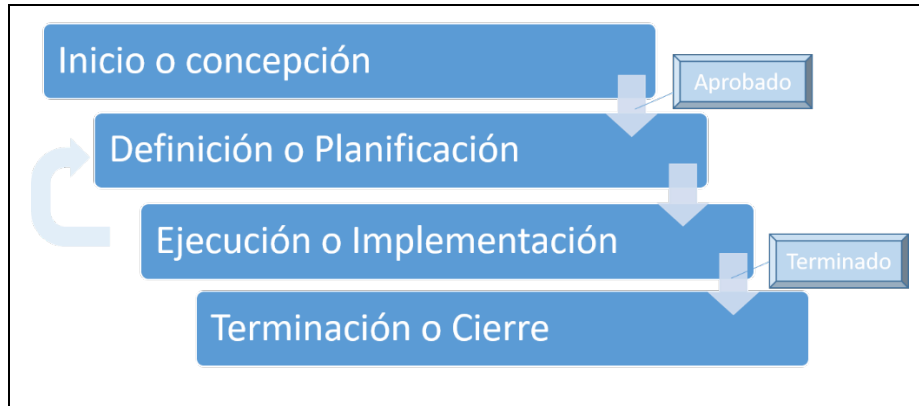 Inicio o concepción
Aprobado
Definición o Planificación
Ejecución o Implementación
Terminado
Terminación o Cierre